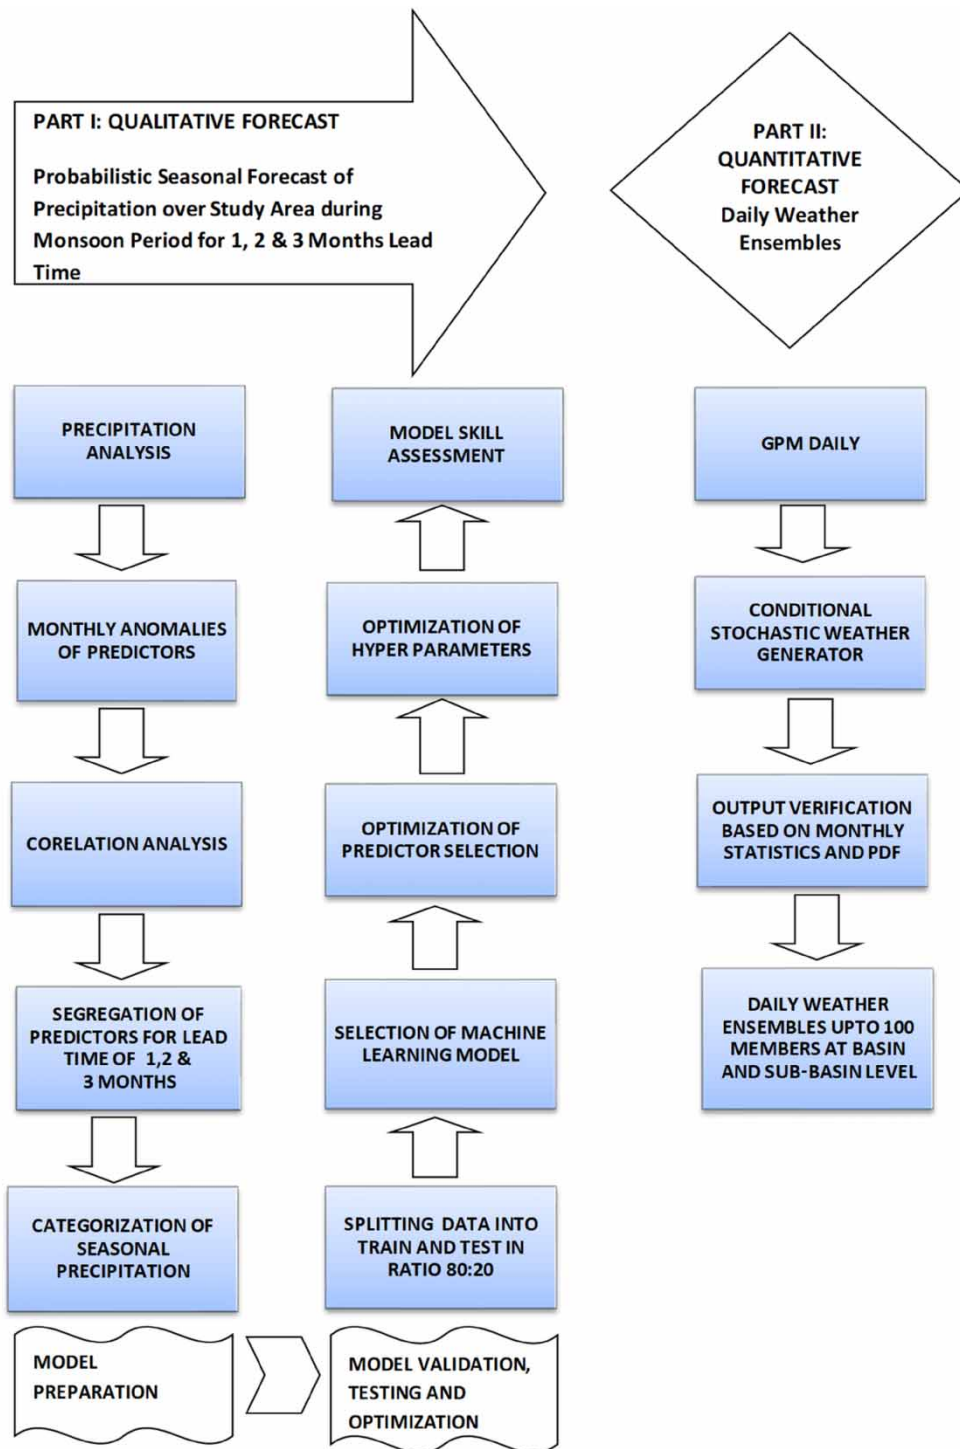 PART I: QUALITATIVE FORECAST
Probabilistic Seasonal Forecast of
Precipitation over Study Area during
Monsoon Period for 1, 2 & 3 Months Lead
Time
PART II:
QUANTITATIVE
FORECAST
Daily Weather
Ensembles
PRECIPITATION
ANALYSIS
MONTHLY ANOMALIES
OF PREDICTORS
CORELATION ANALYSIS
SEGREGATION OF
PREDICTORS FOR LEAD
TIME OF 1,2 &
3 MONTHS
CATEGORIZATION OF
SEASONAL
PRECIPITATION
MODEL
PREPARATION
MODEL SKILL
ASSESSMENT
OPTIMIZATION OF
HYPER PARAMETERS
OPTIMIZATION OF
PREDICTOR SELECTION
SELECTION OF MACHINE
LEARNING MODEL
SPLITTING DATA INTO
TRAIN AND TEST IN
RATIO 80:20
MODEL VALIDATION,
TESTING AND
OPTIMIZATION
GPM DAILY
CONDITIONAL
STOCHASTIC WEATHER
GENERATOR
OUTPUT VERIFICATION
BASED ON MONTHLY
STATISTICS AND PDF
DAILY WEATHER
ENSEMBLES UPTO 100
MEMBERS AT BASIN
AND SUB-BASIN LEVEL